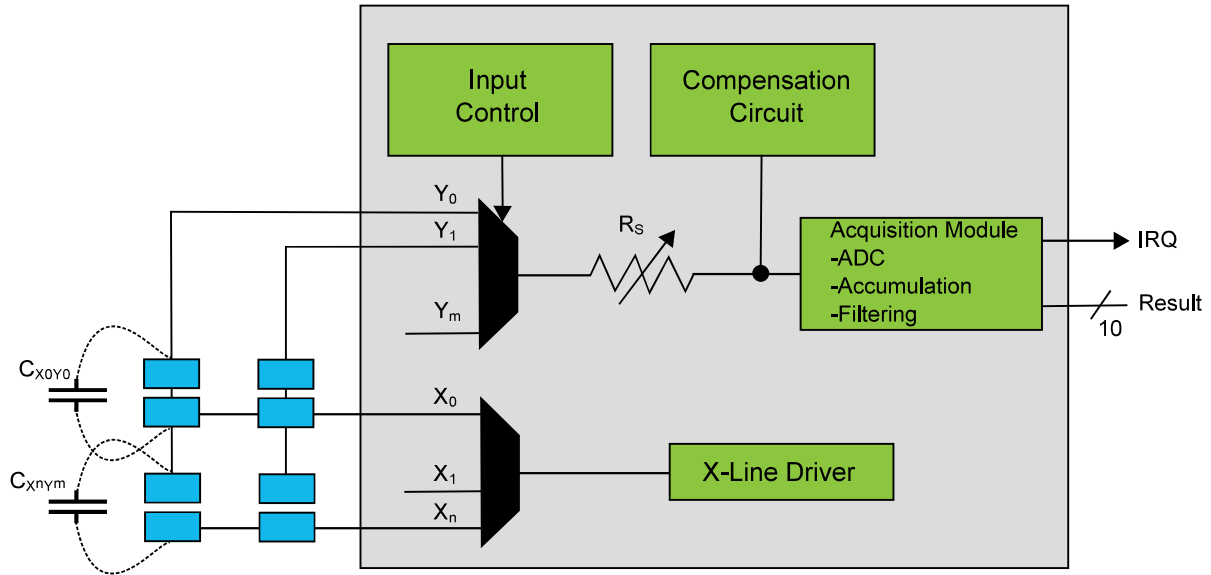 Input
Control
Compensation
Circuit
Y0
Y1
Ym
RS
Acquisition Module
-ADC
-Accumulation
-Filtering
IRQ
Result
10
CX0Y0
CXnYm
X0
X1
Xn
X-Line Driver